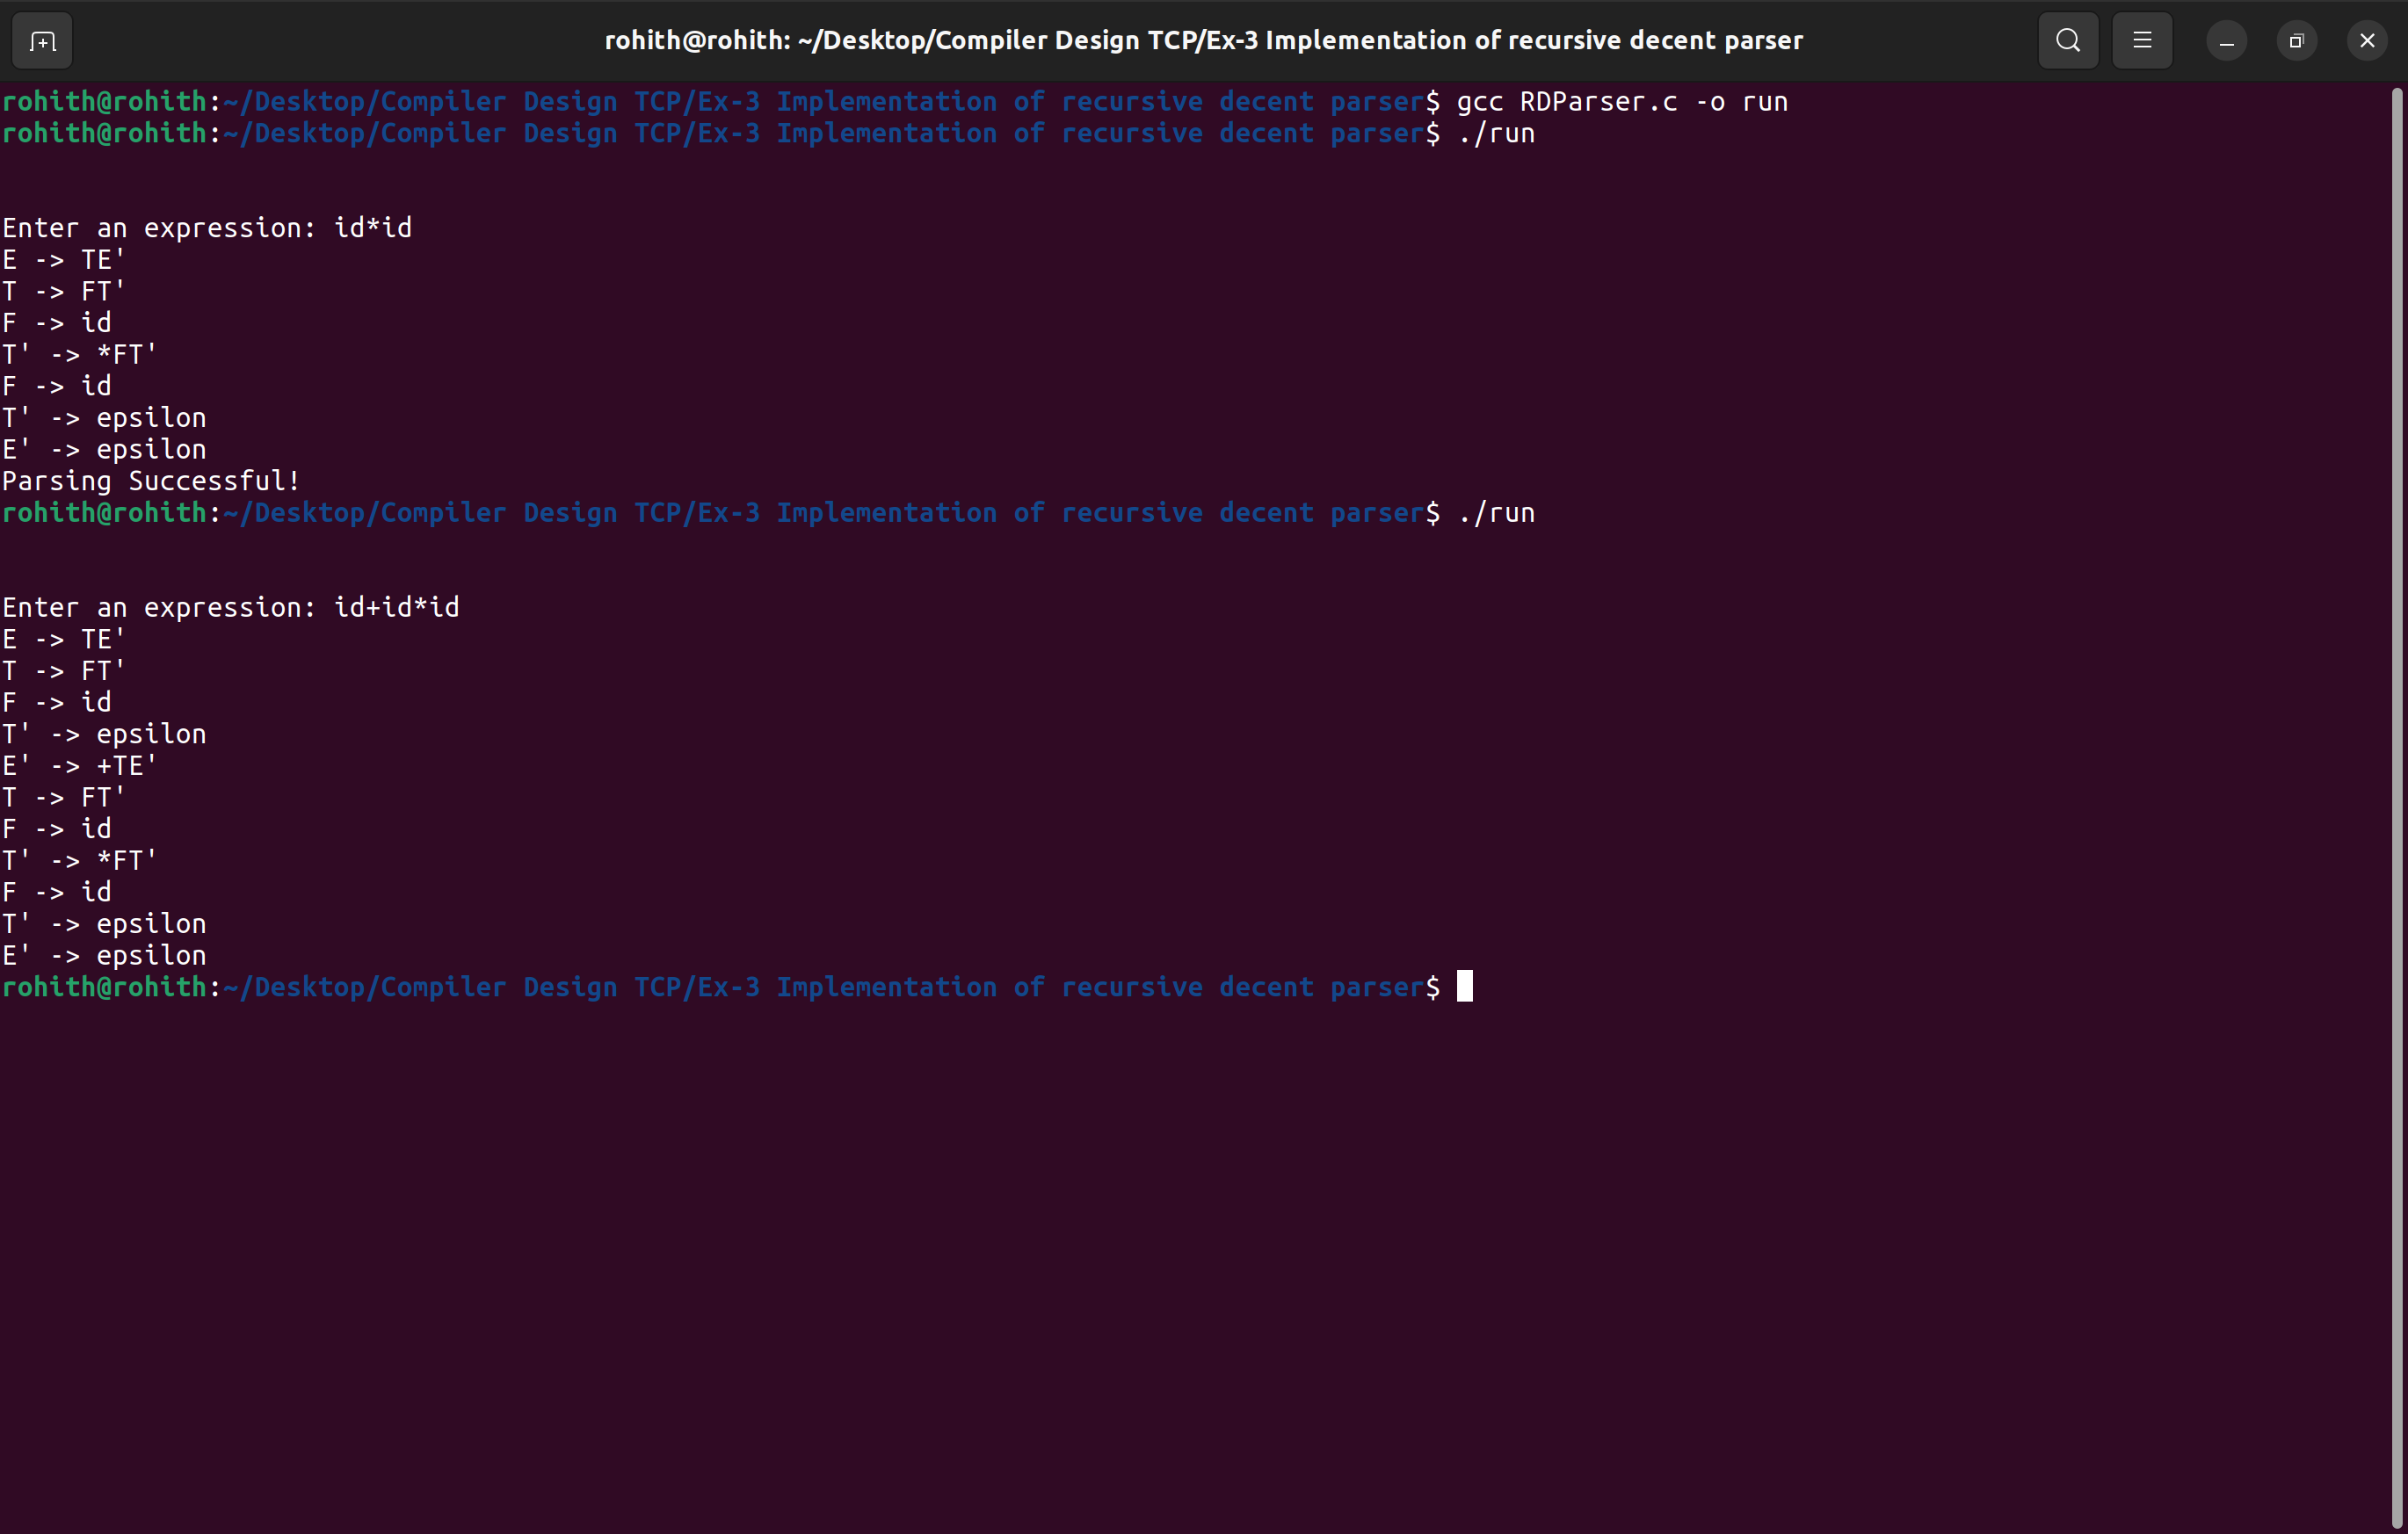 rohith@rohith: ~/Desktop/Compiler Design TCP/Ex-3 Implementation of recursive decent parser
rohith@rohith:~/Desktop/Compiler Design TCP/Ex-3 Implementation of recursive decent parser$ gcc RDParser.c -o run
rohith@rohith:~/Desktop/Compiler Design TCP/Ex-3 Implementation of recursive decent parser$ ./run
Enter an expression: id*id
E -> TE'
T -> FT'
F -> id
T' -> *FT'
F -> id
T' -> epsilon
E' -> epsilon
Parsing Successful!
rohith@rohith:~/Desktop/Compiler Design TCP/Ex-3 Implementation of recursive decent parser$ ./run
Enter an expression: id+id*id
E -> TE'
T -> FT'
F -> id
T' -> epsilon
E' -> +TE'
T -> FT'
F -> id
T' -> *FT'
F -> id
T' -> epsilon
E' -> epsilon
rohith@rohith:~/Desktop/Compiler Design TCP/Ex-3 Implementation of recursive decent parser$